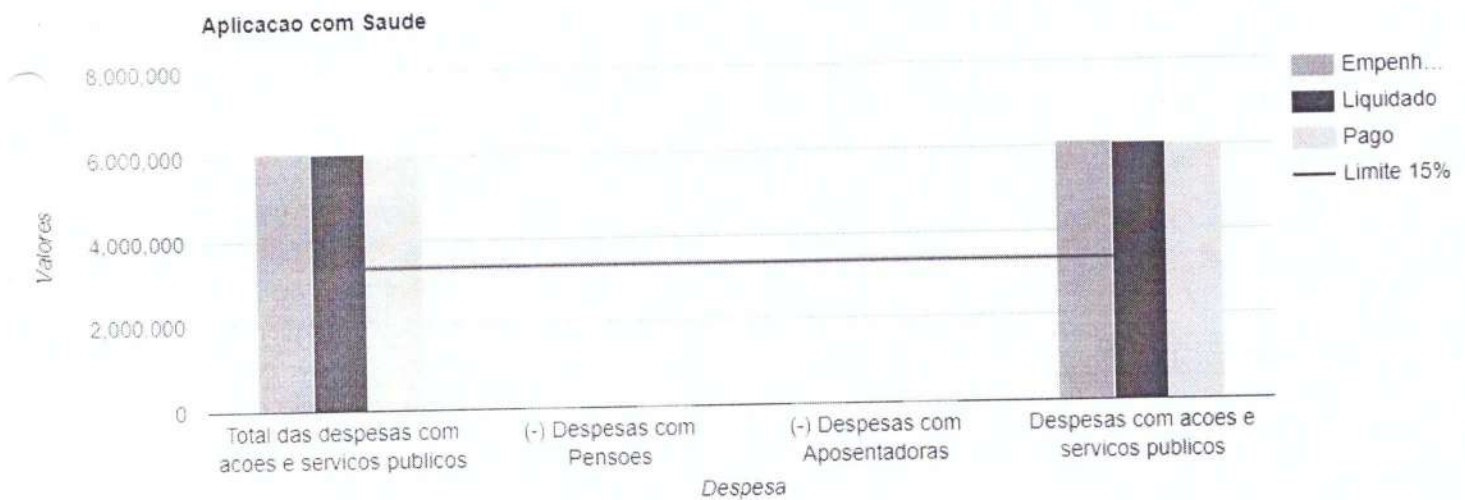 Aplicacao com Saude
8,000,000
6,000,000
4,000,000
2,000,000
0
Valores
Total das despesas com
acoes e servicos publicos
(-) Despesas com
Pensoes
(-) Despesas com
Aposentadoras
Despesas com acoes e
servicos publicos
Despesa
Empenh...
Liquidado
Pago
Limite 15%